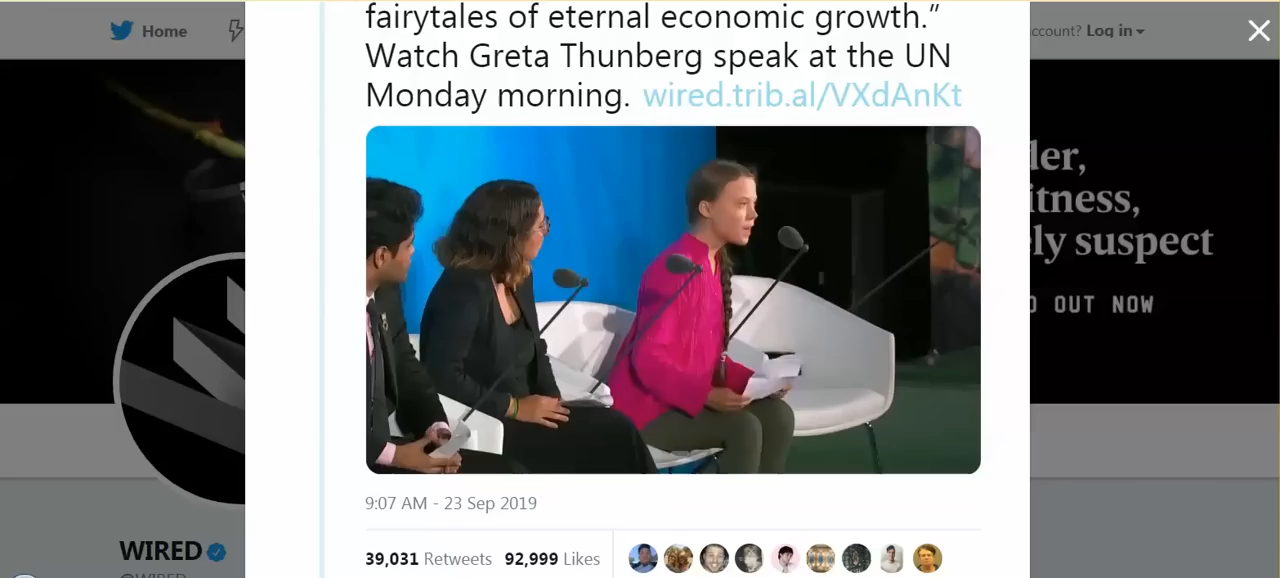 fairytales of eternal economic growth.”
Watch Greta Thunberg speak at the UN
Monday morning. wired.trib.al/VXdAnKt
Home
ccount? Log in
der,
itness,
ly suspect
OUT NOW
9:07 AM - 23 Sep 2019
39,031 Retweets 92,999 Likes
WIRED
@WIRED